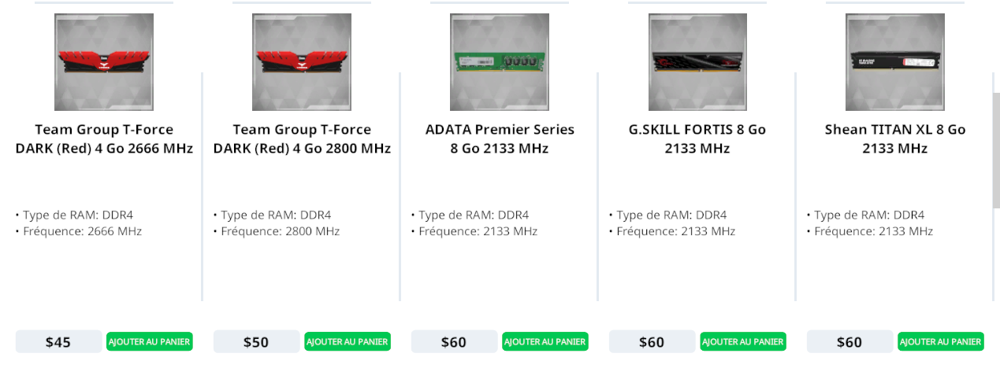 Team Group T-Force
DARK (Red) 4 Go 2666 MHz
• Type de RAM: DDR4
• Fréquence: 2666 MHz
$45
AJOUTER AU PANIER
Team Group T-Force
DARK (Red) 4 Go 2800 MHz
• Type de RAM: DDR4
• Fréquence: 2800 MHz
$50
AJOUTER AU PANIER
ADATA Premier Series
8 Go 2133 MHz
• Type de RAM: DDR4
• Fréquence: 2133 MHz
$60
AJOUTER AU PANIER
G.SKILL FORTIS 8 Go
2133 MHz
• Type de RAM: DDR4
• Fréquence: 2133 MHz
$60
AJOUTER AU PANIER
Shean TITAN XL 8 Go
2133 MHz
• Type de RAM: DDR4
• Fréquence: 2133 MHz
$60
AJOUTER AU PANIER